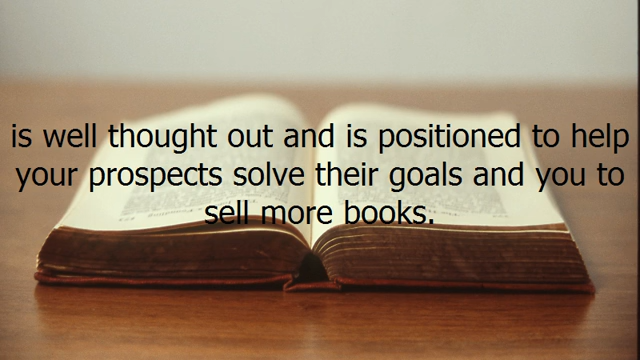 is well thought out and is positioned to help
your prospects solve their goals and you to
sell more books.